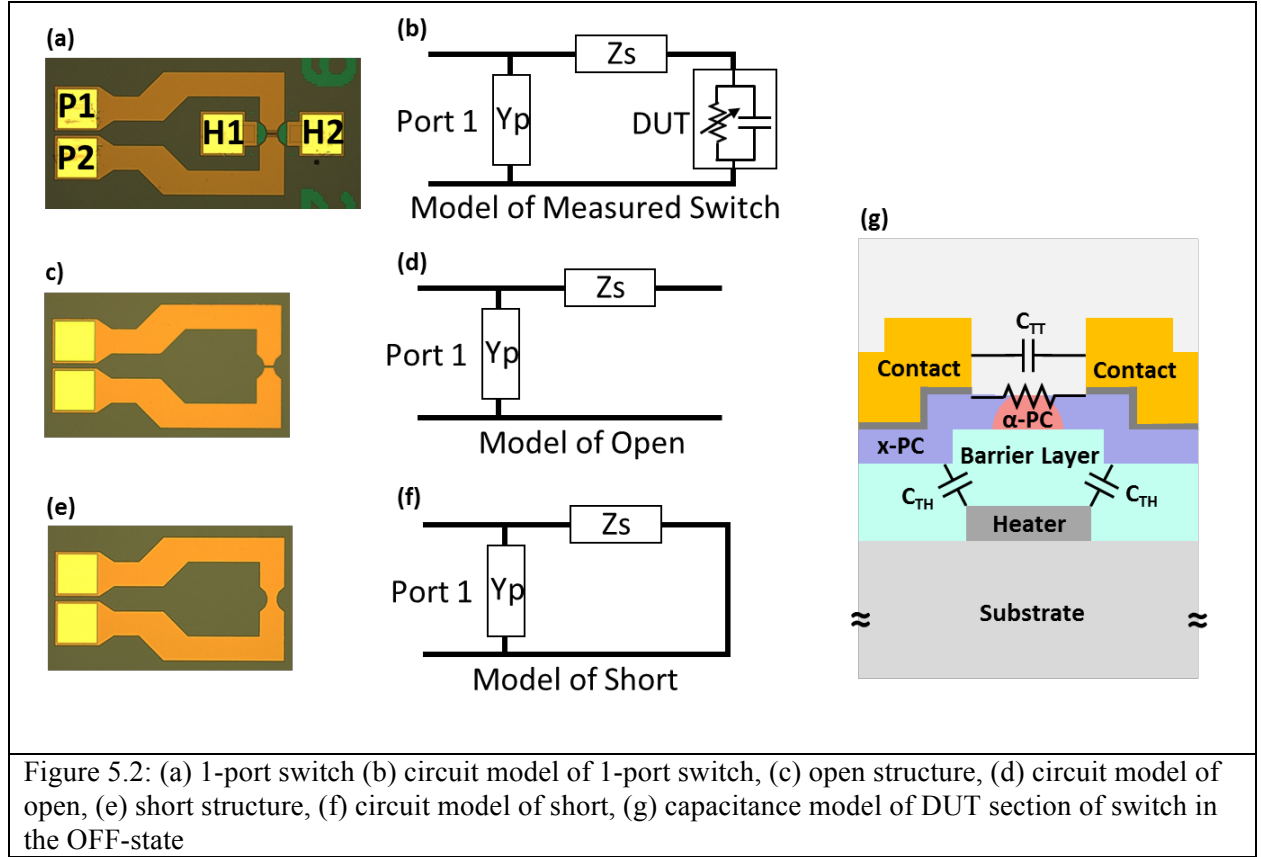 (a)
P1
P2
H1
H2
9
2
(b)
Zs
Port 1
Yp
DUT
Model of Measured Switch
c)
(d)
Zs
Port 1
Yp
Model of Open
(e)
(f)
Zs
Port 1
Yp
Model of Short
(g)
CTT
Contact
Contact
α-PC
x-PC
Barrier Layer
CTH
CTH
Heater
Substrate
≈
≈
Figure 5.2: (a) 1-port switch (b) circuit model of 1-port switch, (c) open structure, (d) circuit model of
open, (e) short structure, (f) circuit model of short, (g) capacitance model of DUT section of switch in
the OFF-state